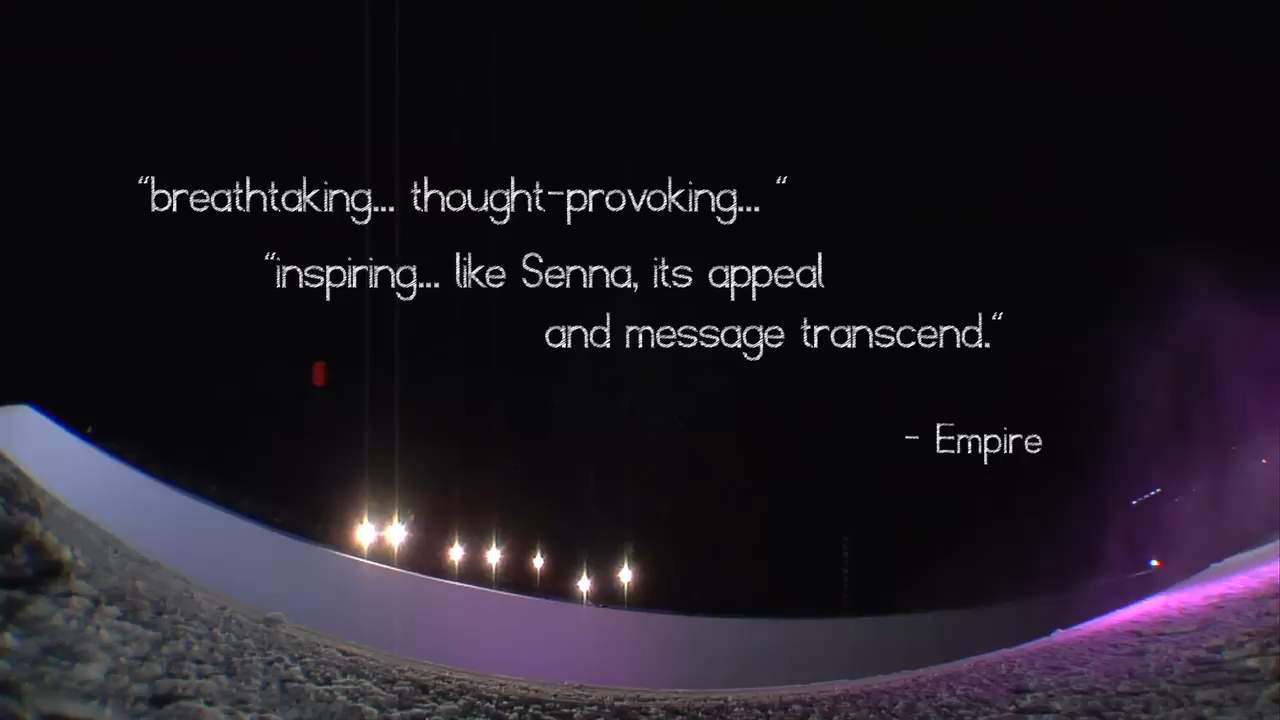 “breathtaking... thought-provoking... “
“inspiring... like Senna, its appeal
and message transcend.“
- Empire